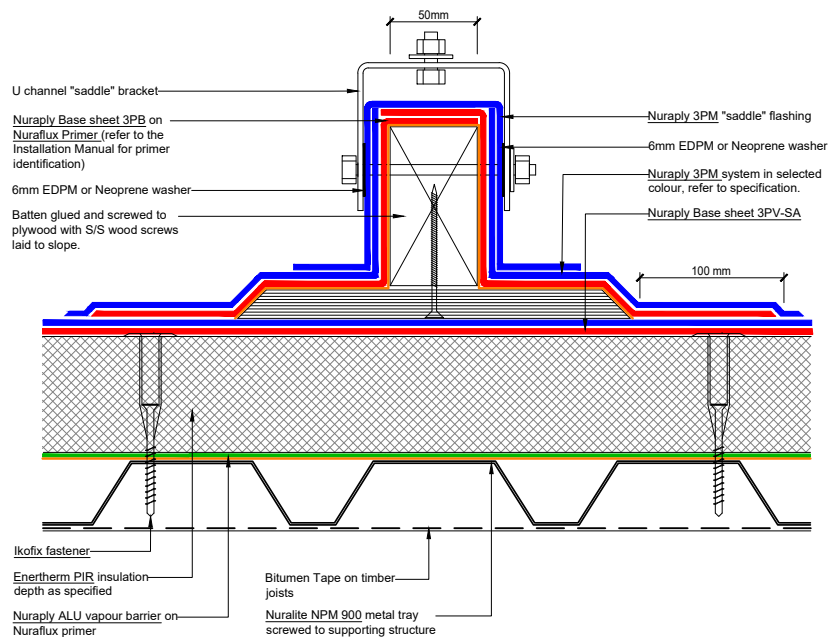 50mm
U channel "saddle" bracket
Nuraply Base sheet 3PB on
Nuraflux Primer (refer to the
Installation Manual for primer
identification)
6mm EDPM or Neoprene washer
Batten glued and screwed to
plywood with S/S wood screws
laid to slope.
Nuraply 3PM "saddle" flashing
6mm EDPM or Neoprene washer
Nuraply 3PM system in selected
colour, refer to specification.
Nuraply Base sheet 3PV-SA
100 mm
Ikofix fastener
Enertherm PIR insulation
depth as specified
Nuraply ALU vapour barrier on
Nuraflux primer
Bitumen Tape on timber
joists
Nuralite NPM 900 metal tray
screwed to supporting structure